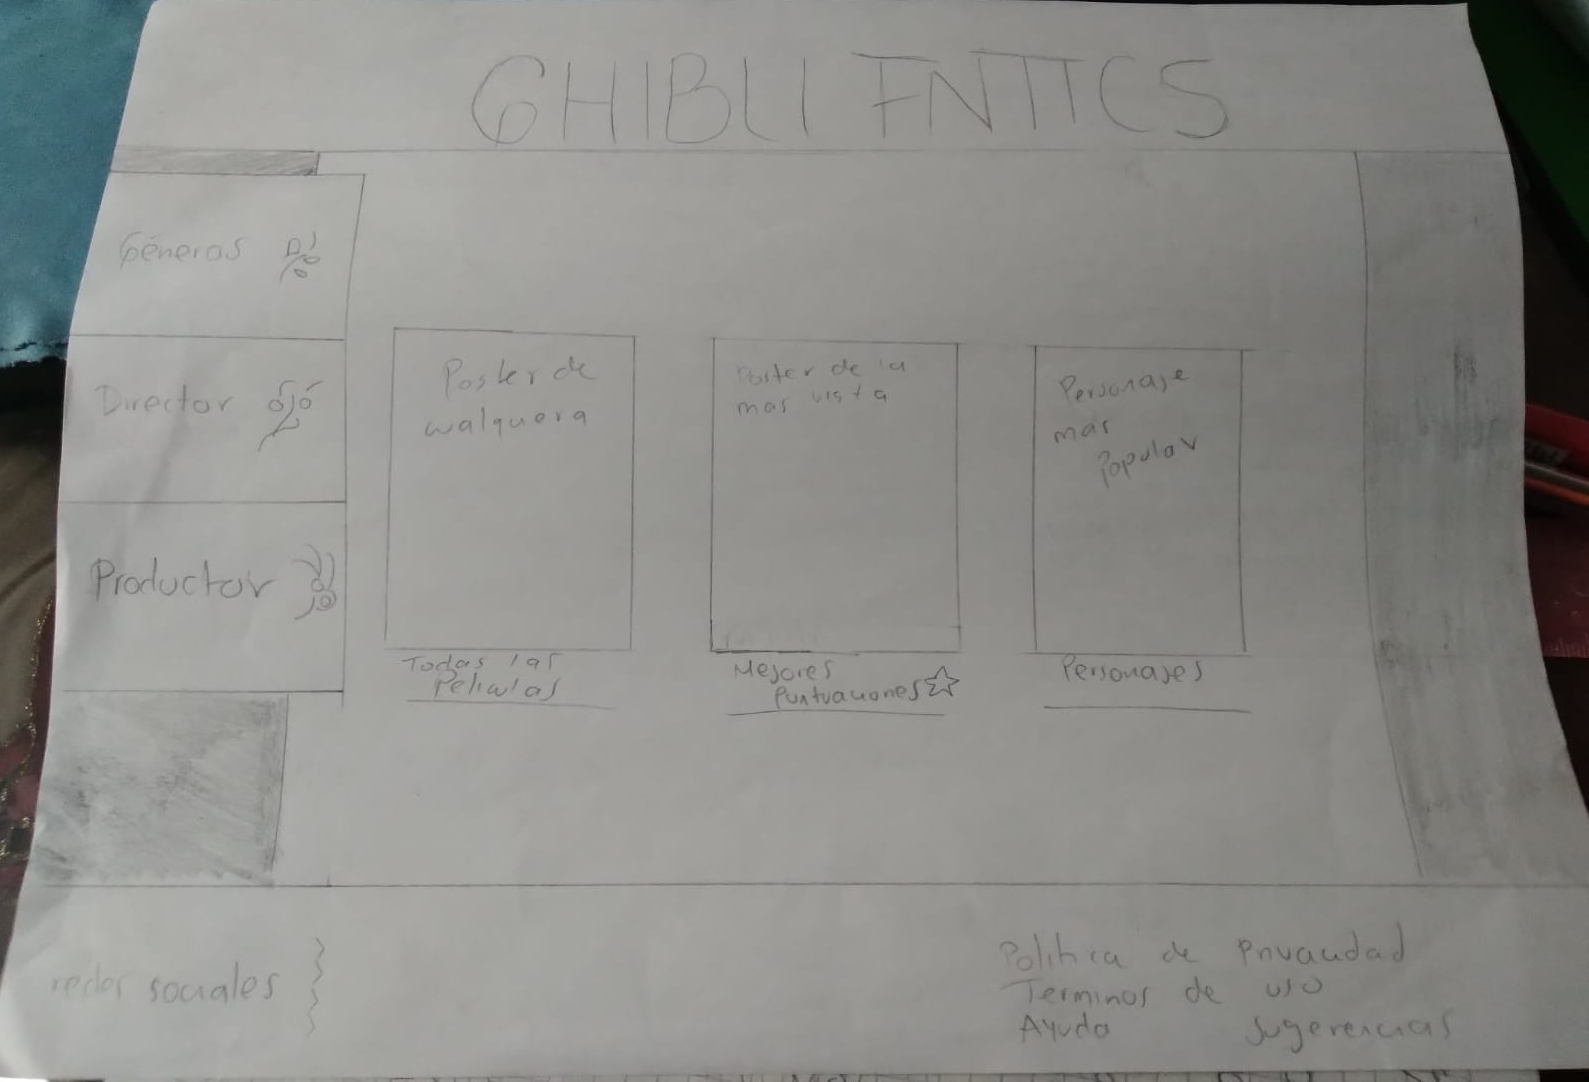 GHIBLI FNTTCS
Géneros
Director
Productor
Poster de
walquera
Poster de la
mas vista
Personaje
mas
Popular
Todas las
Peliculas
Mejores
Puntuaciones
Personajes
redes sociales
Politica de Privacidad
Terminos de uso
Ayuda Sugerencias